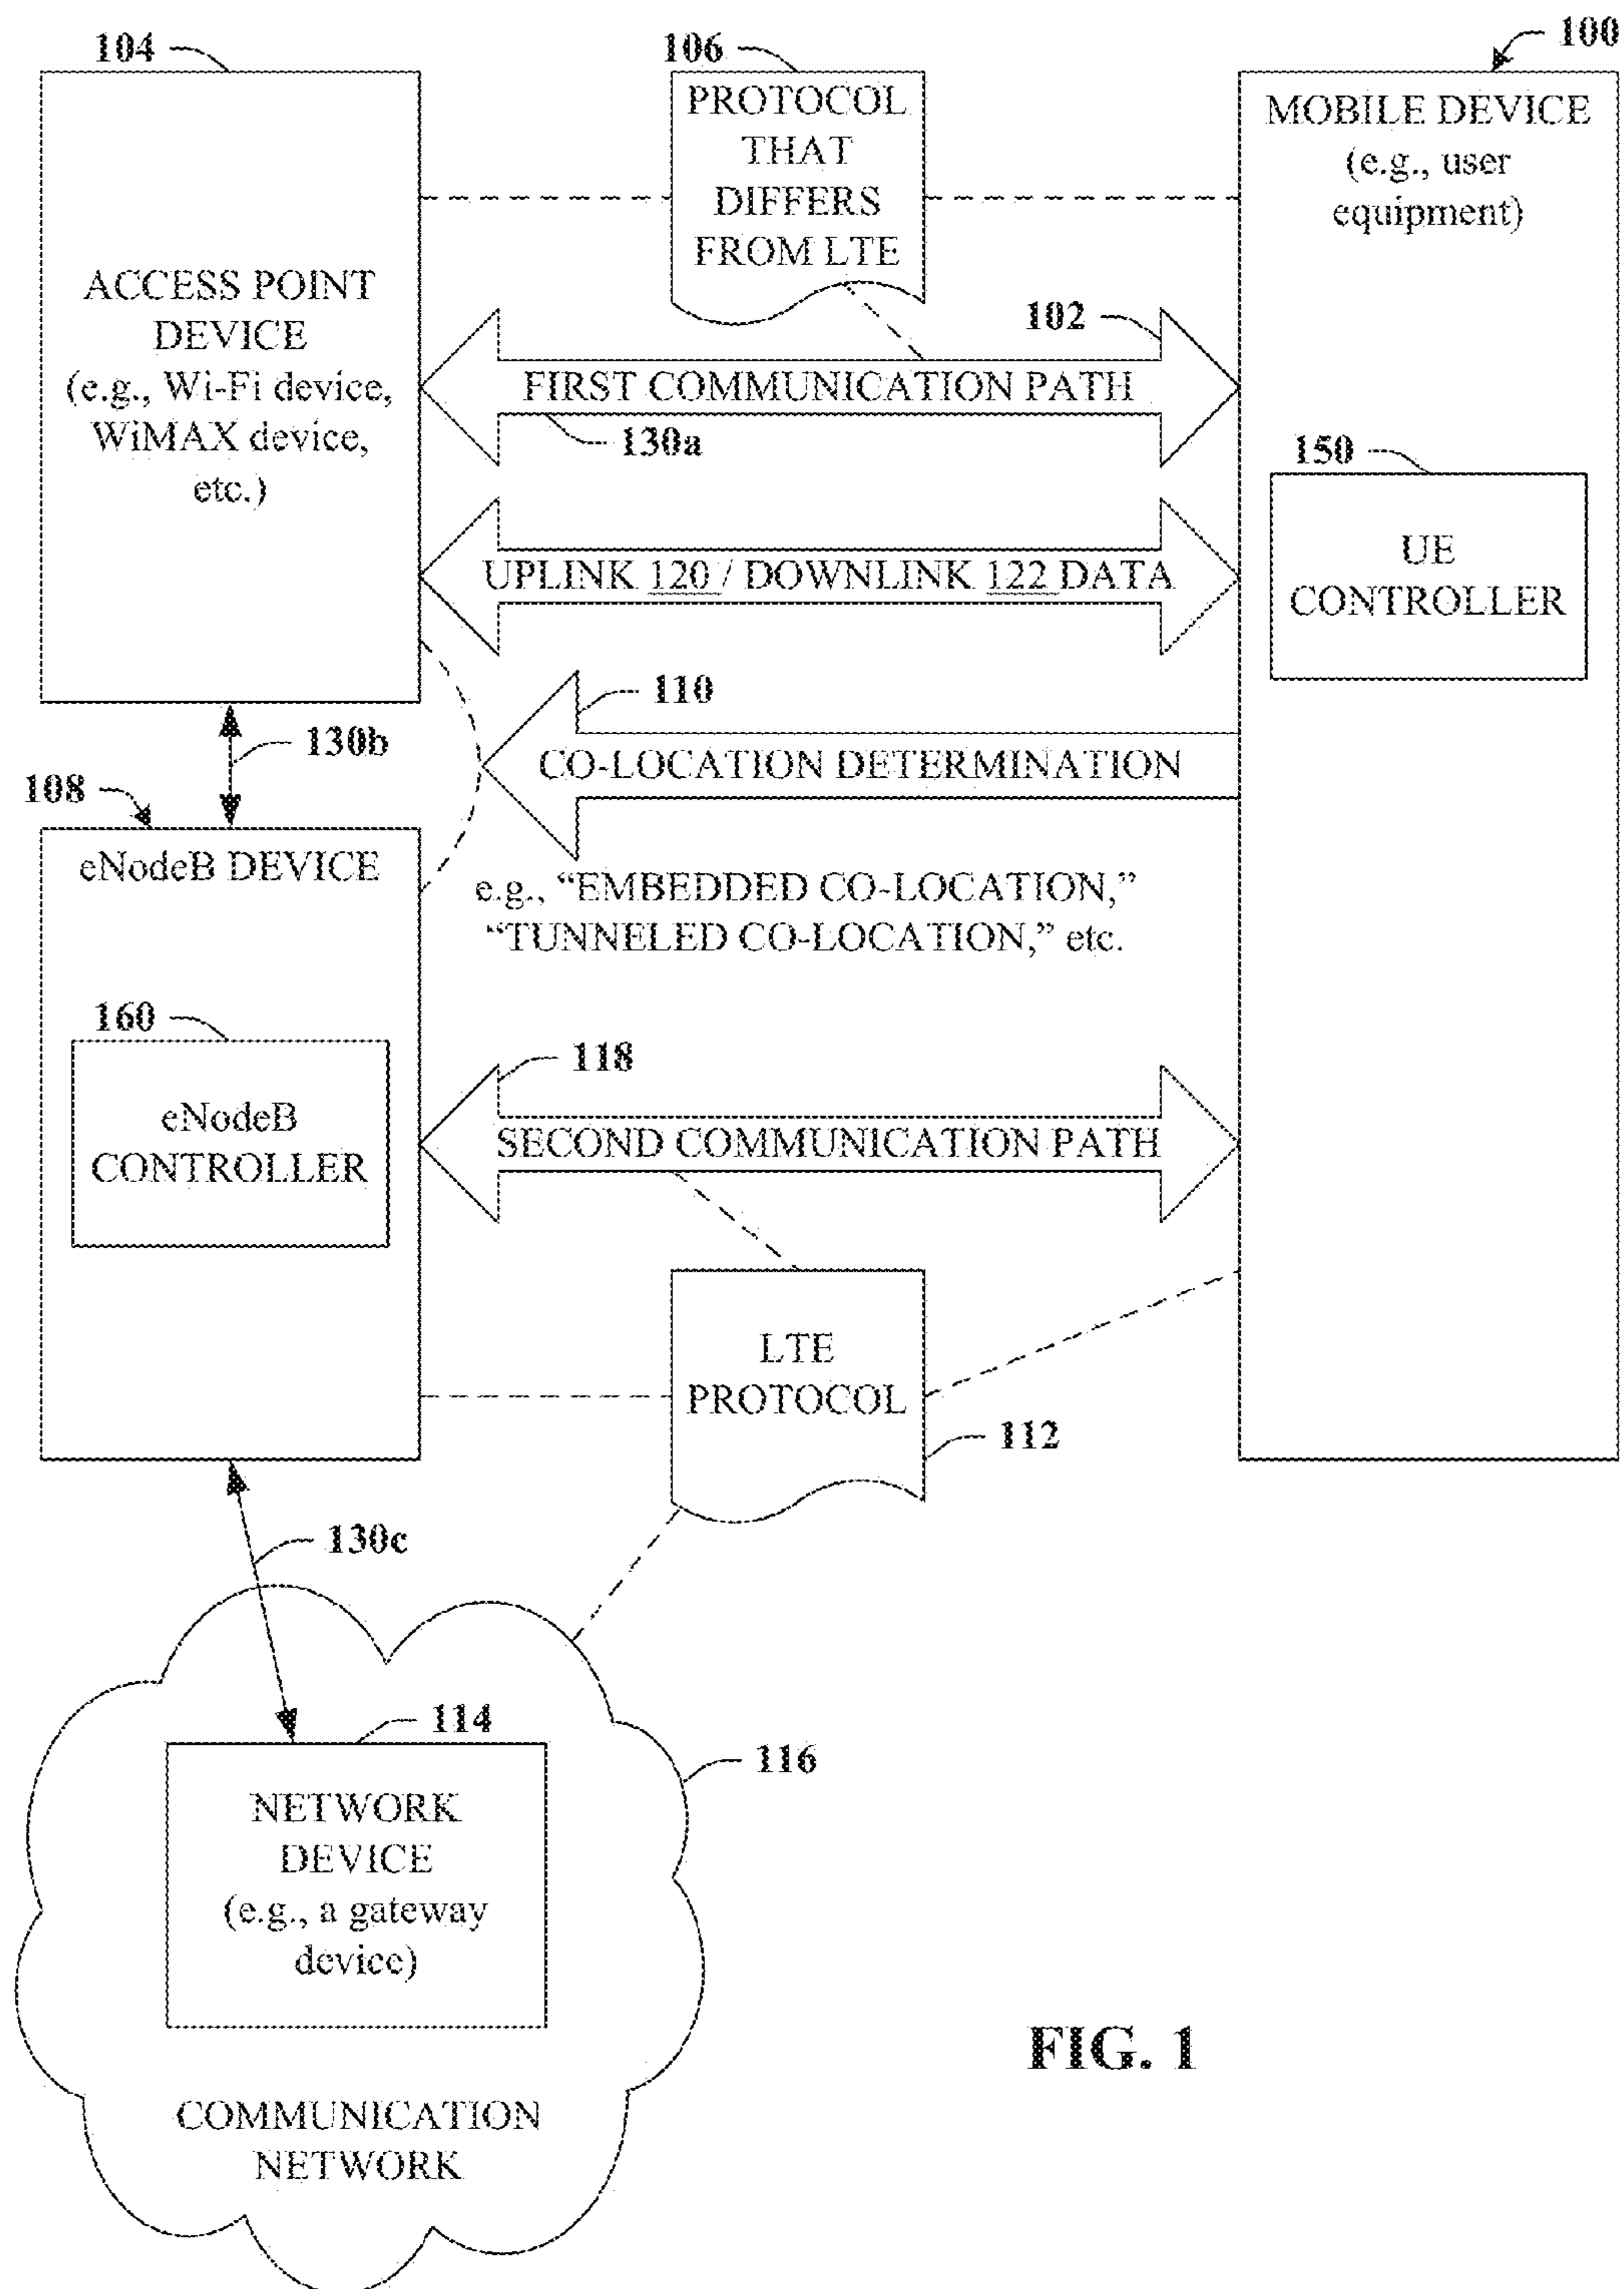 104
106
100
PROTOCOL
THAT
DIFFERS
FROM LTE
MOBILE DEVICE
(e.g., user
equipment)
ACCESS POINT
DEVICE
(e.g., Wi-Fi device,
WiMAX device,
etc.)
102
FIRST COMMUNICATION PATH
130a
150
UE
CONTROLLER
UPLINK 120 / DOWNLINK 122 DATA
110
130b
CO-LOCATION DETERMINATION
108
eNodeB DEVICE
e.g., “EMBEDDED CO-LOCATION,”
“TUNNELED CO-LOCATION,” etc.
160
eNodeB
CONTROLLER
118
SECOND COMMUNICATION PATH
LTE
PROTOCOL
112
130c
114
116
NETWORK
DEVICE
(e.g., a gateway
device)
COMMUNICATION
NETWORK
FIG. 1